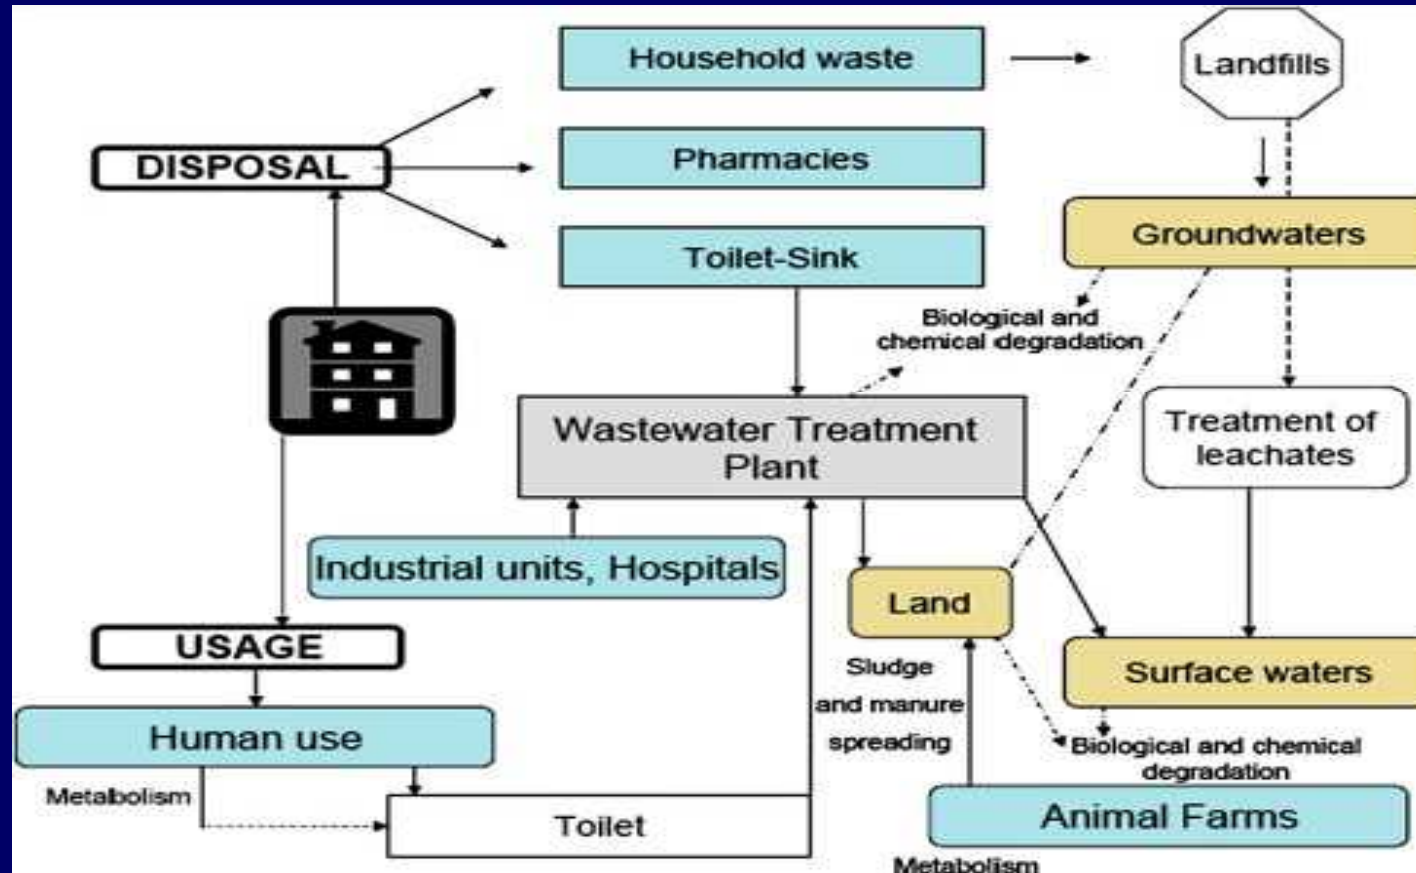 Household waste
Landfills
DISPOSAL
Pharmacies
Groundwaters
Toilet-Sink
Biological and
chemical degradation
Wastewater Treatment
Plant
Treatment of
leachates
Industrial units, Hospitals
Land
USAGE
Sludge
and manure
spreading
Surface waters
Human use
Biological and chemical
degradation
Metabolism
Toilet
Animal Farms
Metabolism